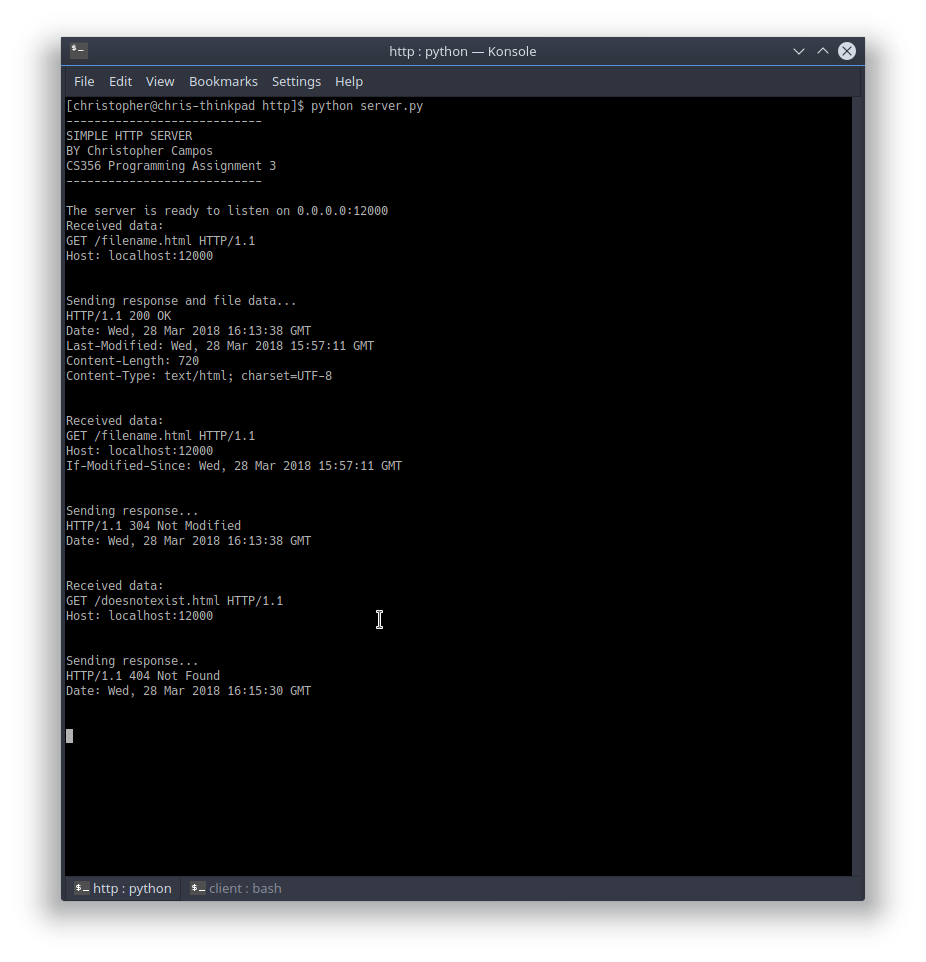 http : python — Konsole
File Edit View Bookmarks Settings Help
[christopher@chris-thinkpad http]$ python server.py
----------------------------
SIMPLE HTTP SERVER
BY Christopher Campos
CS356 Programming Assignment 3
----------------------------
The server is ready to listen on 0.0.0.0:12000
Received data:
GET /filename.html HTTP/1.1
Host: localhost:12000
Sending response and file data...
HTTP/1.1 200 OK
Date: Wed, 28 Mar 2018 16:13:38 GMT
Last-Modified: Wed, 28 Mar 2018 15:57:11 GMT
Content-Length: 720
Content-Type: text/html; charset=UTF-8
Received data:
GET /filename.html HTTP/1.1
Host: localhost:12000
If-Modified-Since: Wed, 28 Mar 2018 15:57:11 GMT
Sending response...
HTTP/1.1 304 Not Modified
Date: Wed, 28 Mar 2018 16:13:38 GMT
Received data:
GET /doesnotexist.html HTTP/1.1
Host: localhost:12000
Sending response...
HTTP/1.1 404 Not Found
Date: Wed, 28 Mar 2018 16:15:30 GMT
http : python client : bash